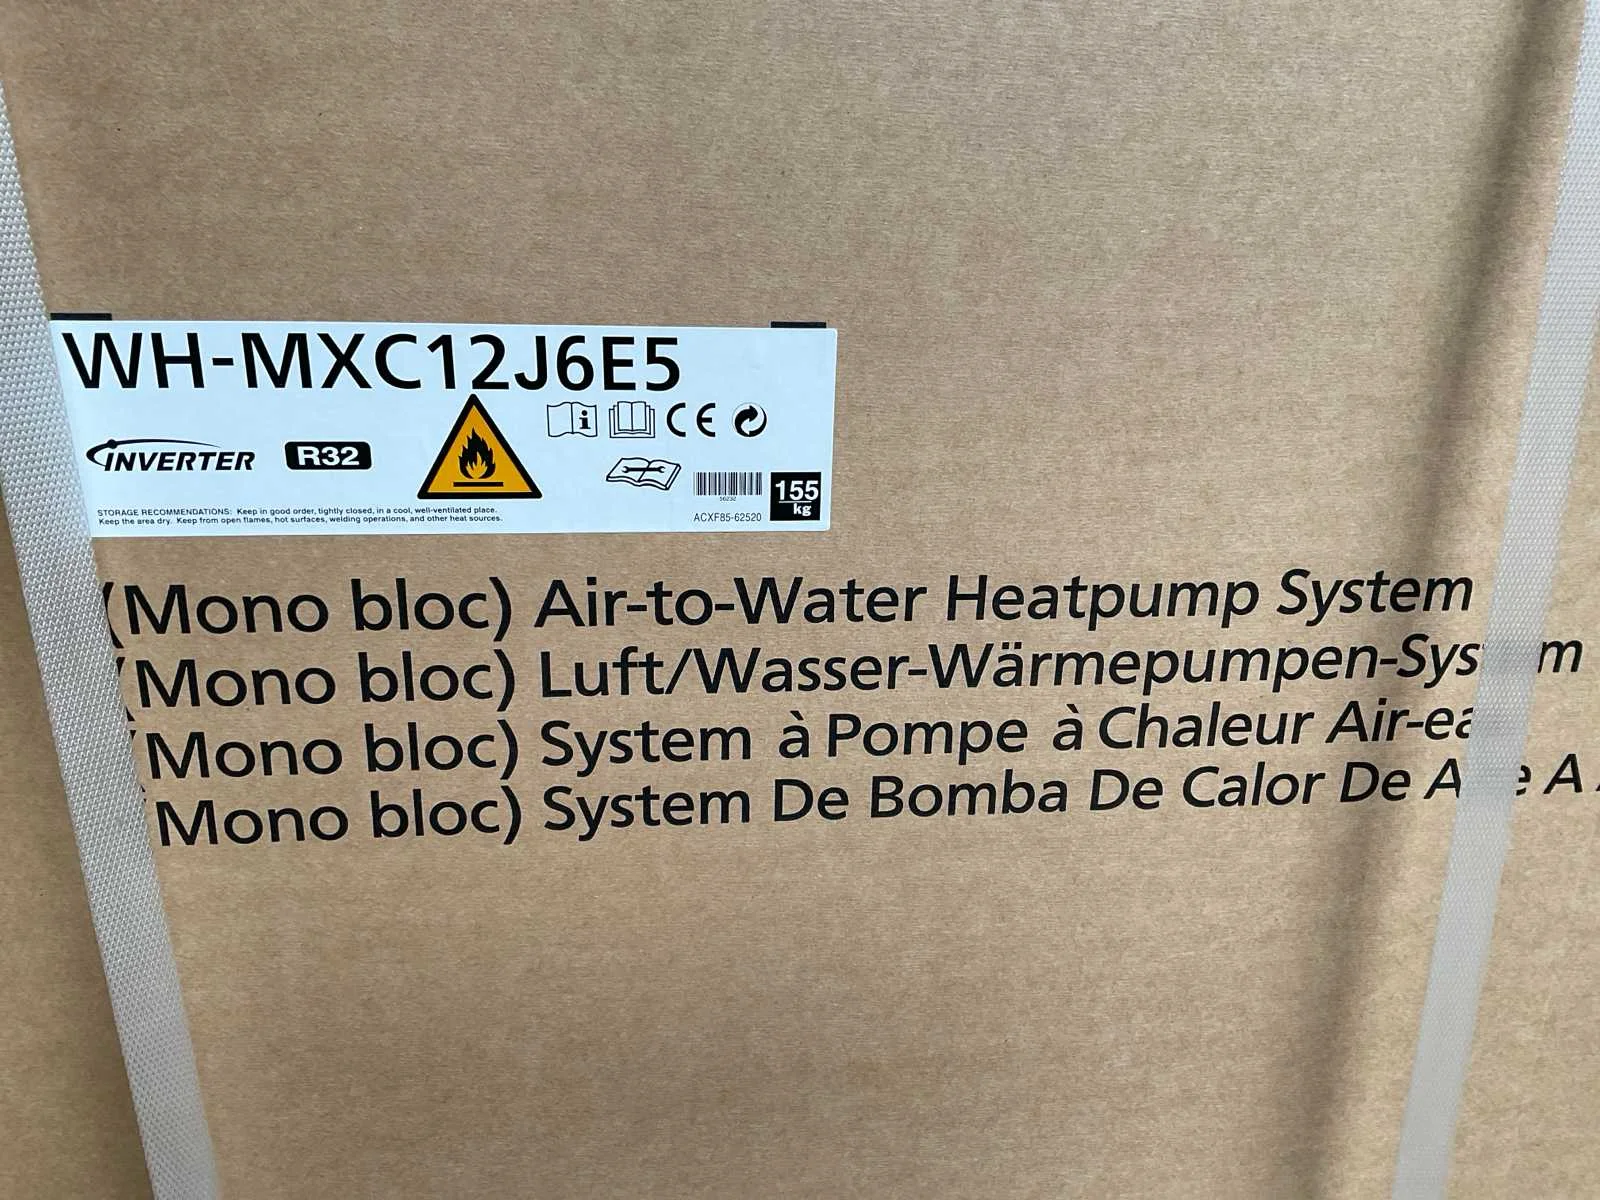 WH-MXC12J6E5
INVERTER R32
i CE
STORAGE RECOMMENDATIONS: Keep in good order, tightly closed, in a cool, well-ventilated place.
Keep the area dry. Keep from open flames, hot surfaces, welding operations, and other heat sources.
56232
ACXF85-62520
155
kg
(Mono bloc) Air-to-Water Heatpump System
(Mono bloc) Luft/Wasser-Wärmepumpen-Sys m
(Mono bloc) System à Pompe à Chaleur Air-ea
(Mono bloc) System De Bomba De Calor De A e A